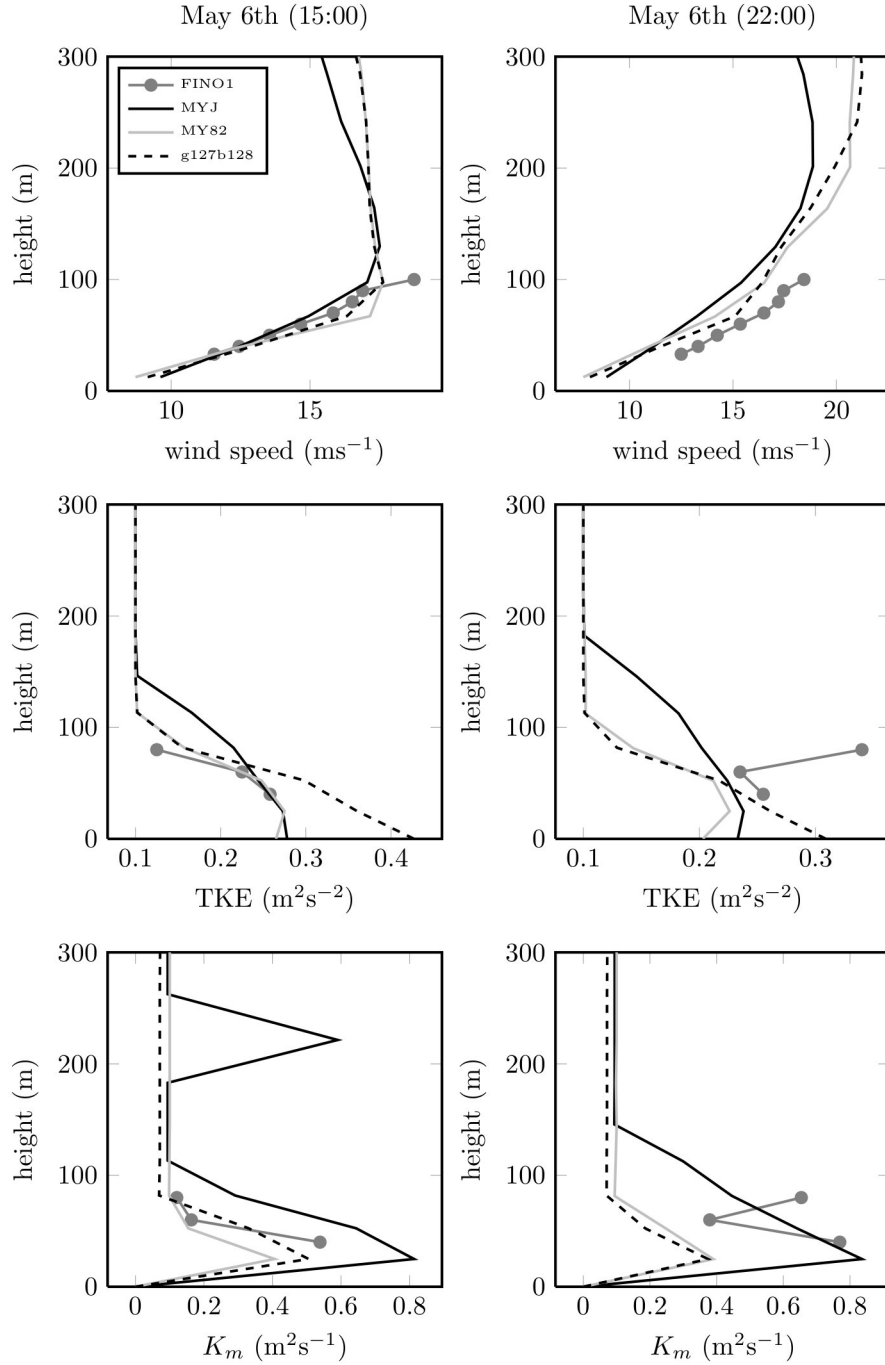 May 6th (15:00)
May 6th (22:00)
300
200
100
0
height (m)
FINO1
MYJ
MY82
g127b128
10
15
wind speed (ms−1)
300
200
100
0
height (m)
10
15
20
wind speed (ms−1)
300
200
100
0
height (m)
0.1
0.2
0.3
0.4
TKE (m2s−2)
300
200
100
0
height (m)
0.1
0.2
0.3
TKE (m2s−2)
300
200
100
0
height (m)
0
0.2
0.4
0.6
0.8
Km (m2s−1)
300
200
100
0
height (m)
0
0.2
0.4
0.6
0.8
Km (m2s−1)